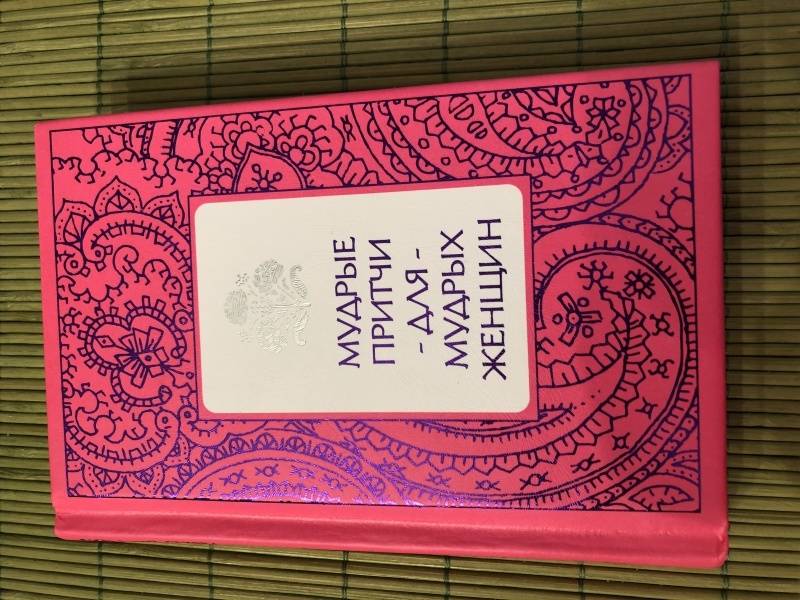 МУДРЫЕ
ПРИТЧИ
- ДЛЯ -
МУДРЫХ
ЖЕНЩИН